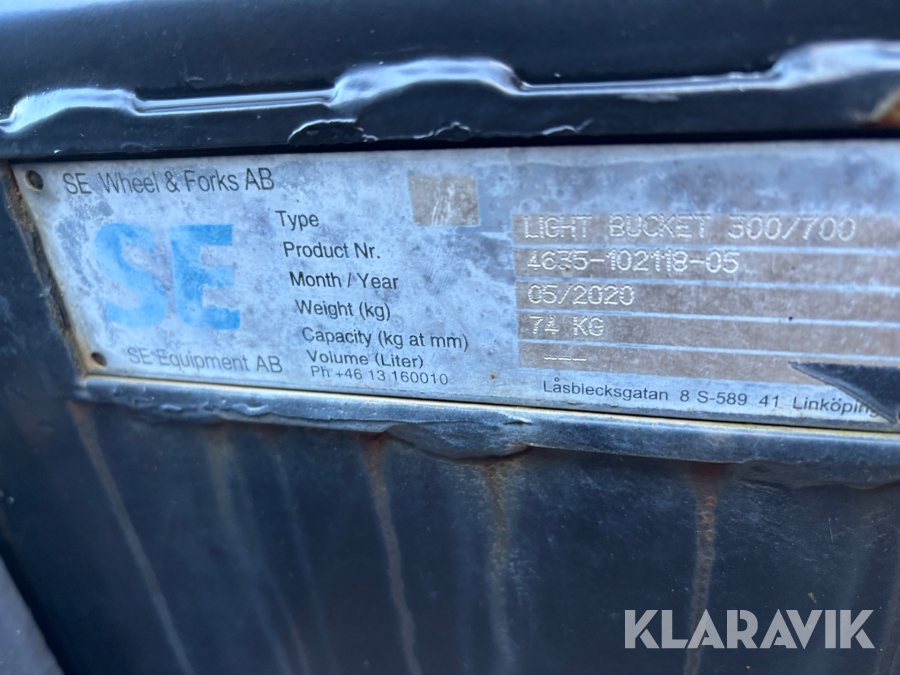 SE Wheel & Forks AB
SE
SE Equipment AB
Type LIGHT BUCKET 300/700
Product Nr. 4635-102118-05
Month / Year 05/2020
Weight (kg) 74 KG
Capacity (kg at mm) ---
Volume (Liter)
Ph +46 13 160010
Låsblecksgatan 8 S-589 41 Linköping
KLARAVIK